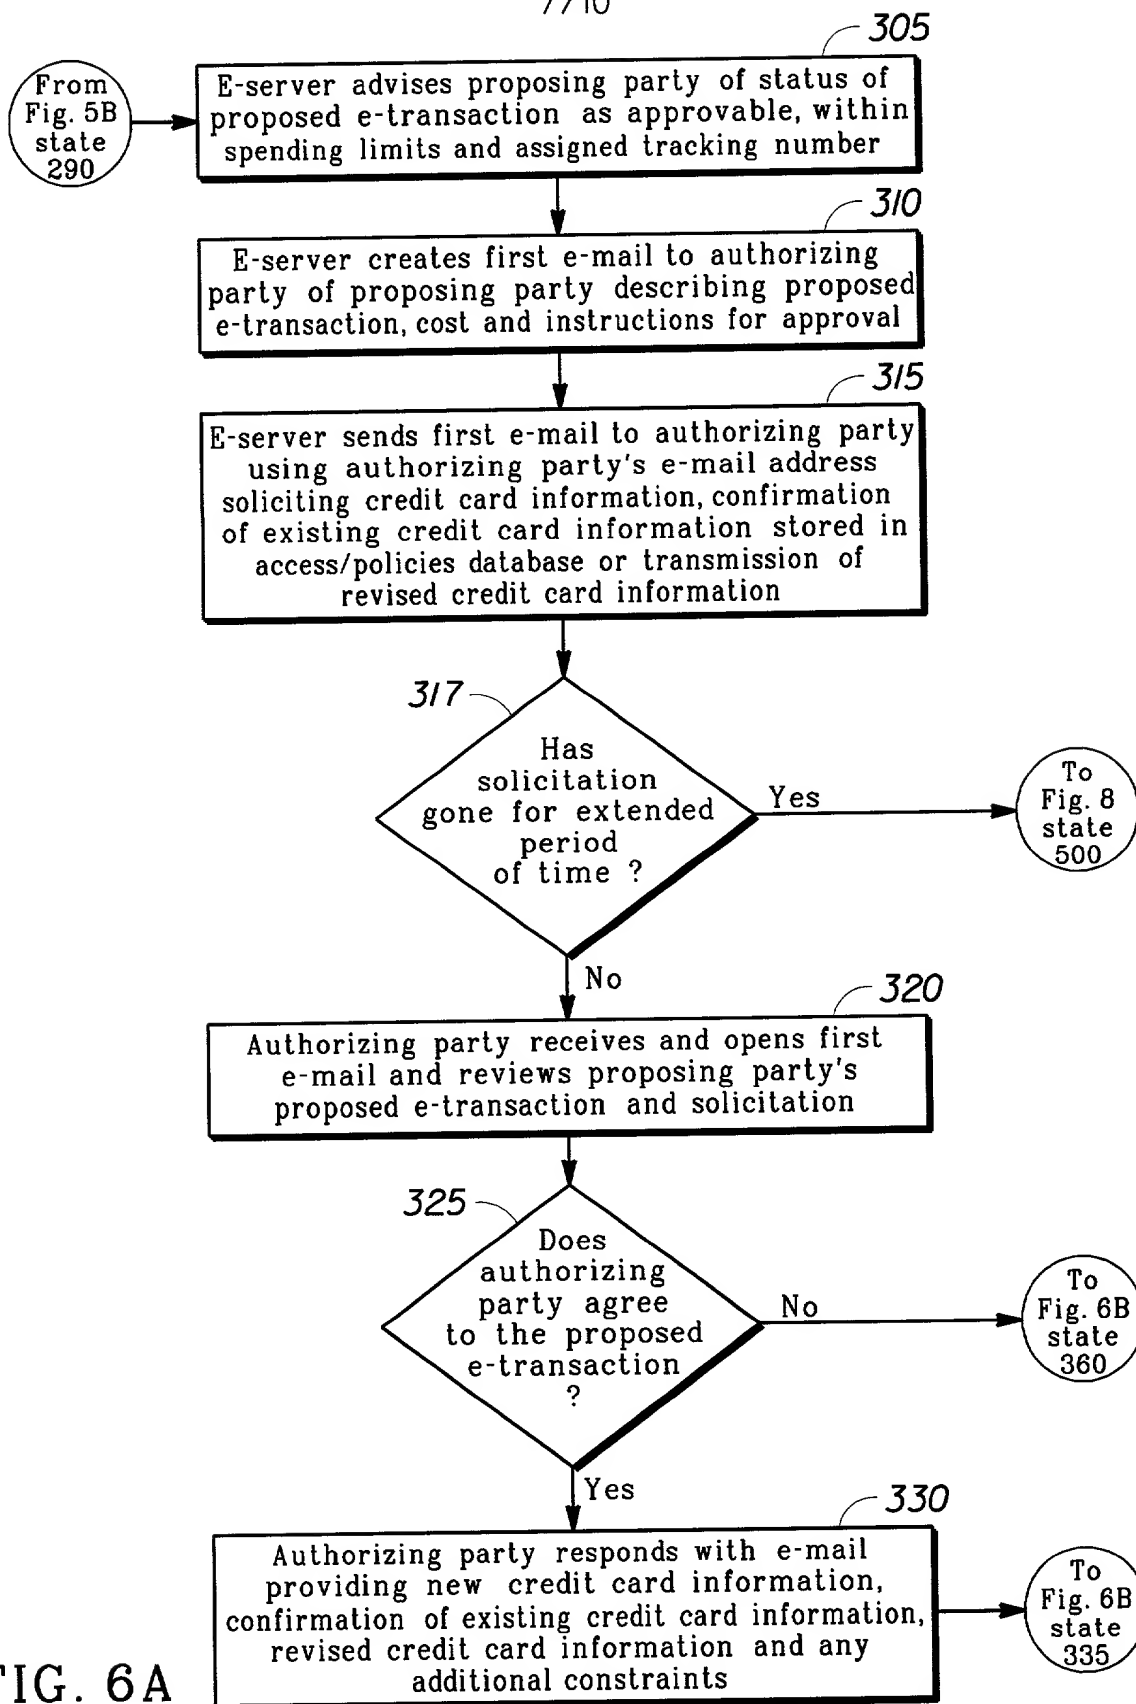 7/10
305
From
Fig. 5B
state
290
E-server advises proposing party of status of
proposed e-transaction as approvable, within
spending limits and assigned tracking number
310
E-server creates first e-mail to authorizing
party of proposing party describing proposed
e-transaction, cost and instructions for approval
315
E-server sends first e-mail to authorizing party
using authorizing party's e-mail address
soliciting credit card information, confirmation
of existing credit card information stored in
access/policies database or transmission of
revised credit card information
317
Has
solicitation
gone for extended
period
of time ?
Yes
To
Fig. 8
state
500
No
320
Authorizing party receives and opens first
e-mail and reviews proposing party's
proposed e-transaction and solicitation
325
Does
authorizing
party agree
to the proposed
e-transaction
?
No
To
Fig. 6B
state
360
Yes
330
Authorizing party responds with e-mail
providing new credit card information,
confirmation of existing credit card information,
revised credit card information and any
additional constraints
To
Fig. 6B
state
335
FIG. 6A